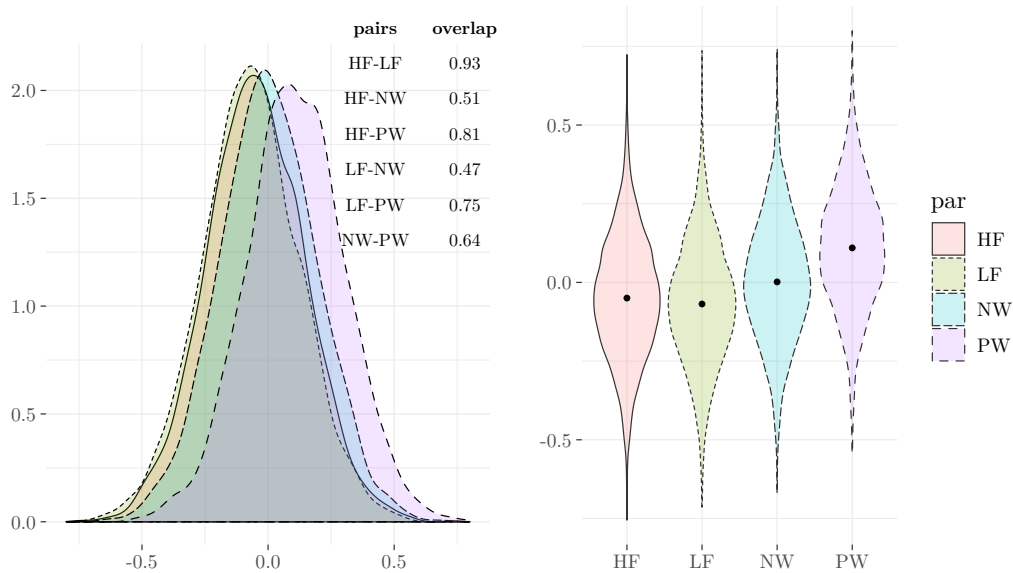 pairs overlap
HF-LF 0.93
HF-NW 0.51
HF-PW 0.81
LF-NW 0.47
LF-PW 0.75
NW-PW 0.64
2.0
1.5
1.0
0.5
0.0
-0.5 0.0 0.5
0.5
0.0
-0.5
HF LF NW PW
par
HF
LF
NW
PW